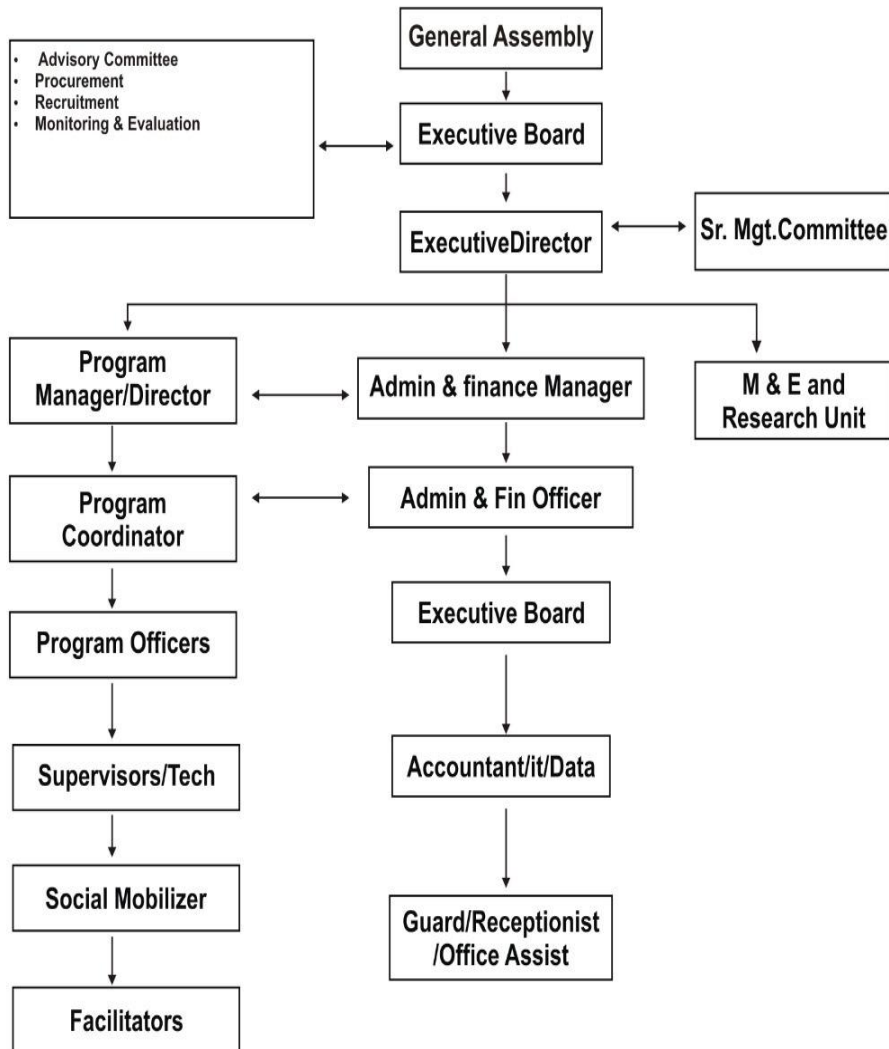 General Assembly
• Advisory Committee
• Procurement
• Recruitment
• Monitoring & Evaluation
Executive Board
ExecutiveDirector
Sr. Mgt.Committee
Program
Manager/Director
Admin & finance Manager
M & E and
Research Unit
Program
Coordinator
Admin & Fin Officer
Program Officers
Executive Board
Supervisors/Tech
Accountant/it/Data
Social Mobilizer
Guard/Receptionist
/Office Assist
Facilitators